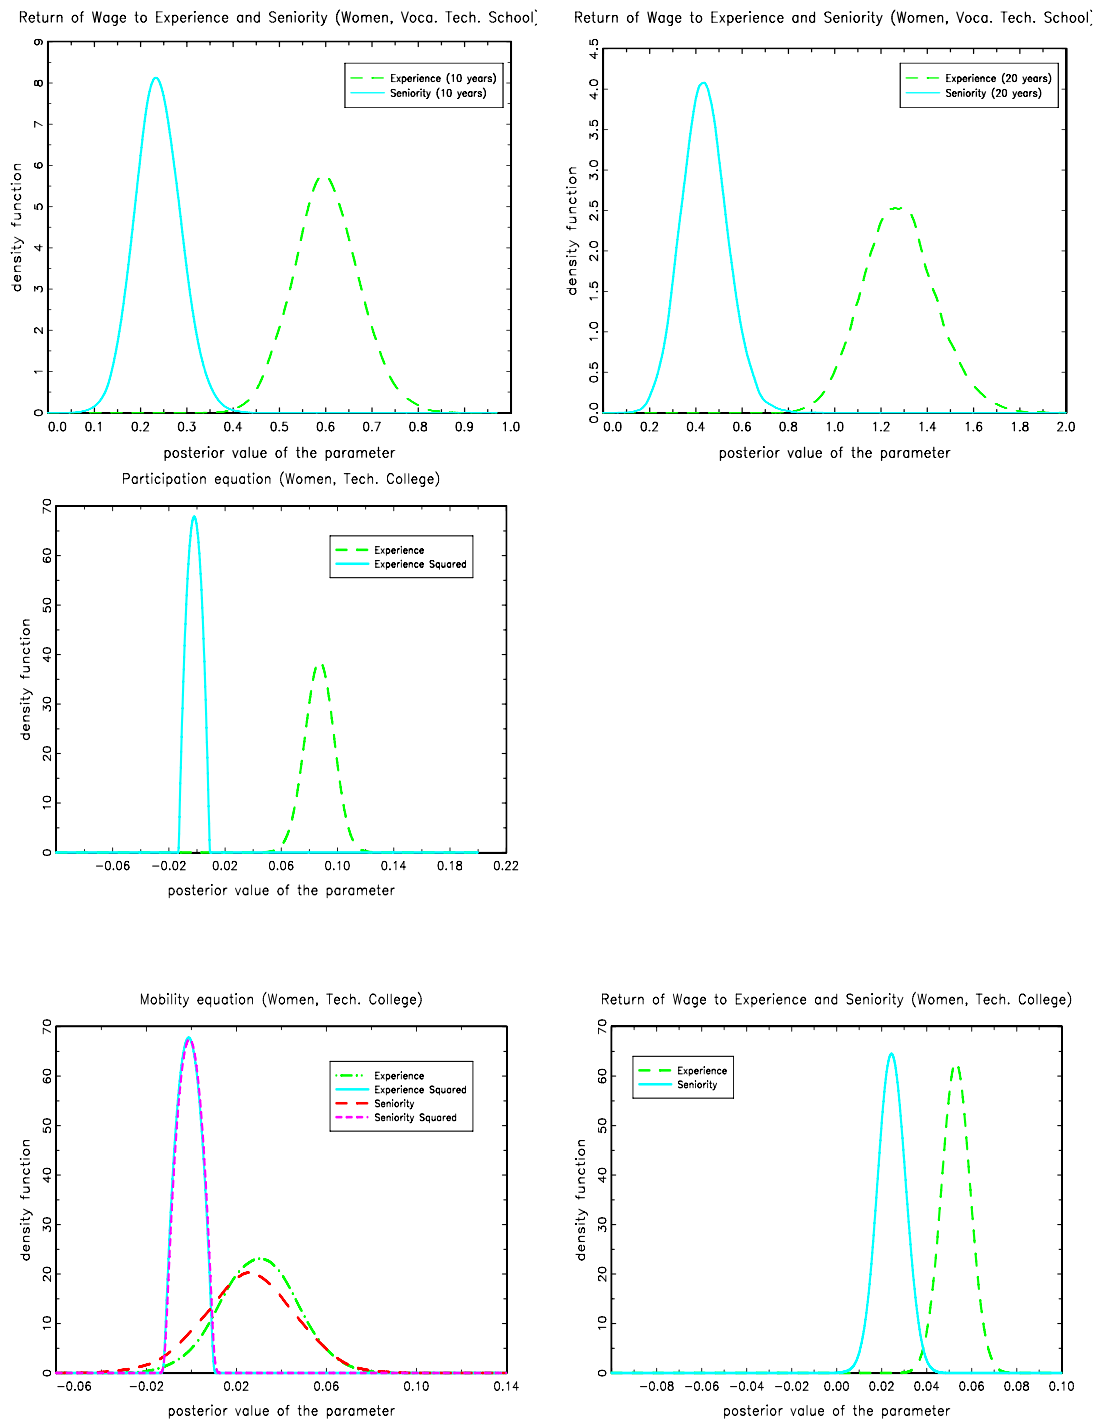 Return of Wage to Experience and Seniority (Women, Voca. Tech. School)
density function
9
8
7
6
5
4
3
2
1
0
Experience (10 years)
Seniority (10 years)
0.0 0.1 0.2 0.3 0.4 0.5 0.6 0.7 0.8 0.9 1.0
posterior value of the parameter
Return of Wage to Experience and Seniority (Women, Voca. Tech. School)
density function
4.5
4.0
3.5
3.0
2.5
2.0
1.5
1.0
0.5
0.0
Experience (20 years)
Seniority (20 years)
0.0 0.2 0.4 0.6 0.8 1.0 1.2 1.4 1.6 1.8 2.0
posterior value of the parameter
Participation equation (Women, Tech. College)
density function
70
60
50
40
30
20
10
0
Experience
Experience Squared
-0.06 -0.02 0.02 0.06 0.10 0.14 0.18 0.22
posterior value of the parameter
Mobility equation (Women, Tech. College)
density function
70
60
50
40
30
20
10
0
Experience
Experience Squared
Seniority
Seniority Squared
-0.06 -0.02 0.02 0.06 0.10 0.14
posterior value of the parameter
Return of Wage to Experience and Seniority (Women, Tech. College)
density function
70
60
50
40
30
20
10
0
Experience
Seniority
-0.08 -0.06 -0.04 -0.02 0.00 0.02 0.04 0.06 0.08 0.10
posterior value of the parameter